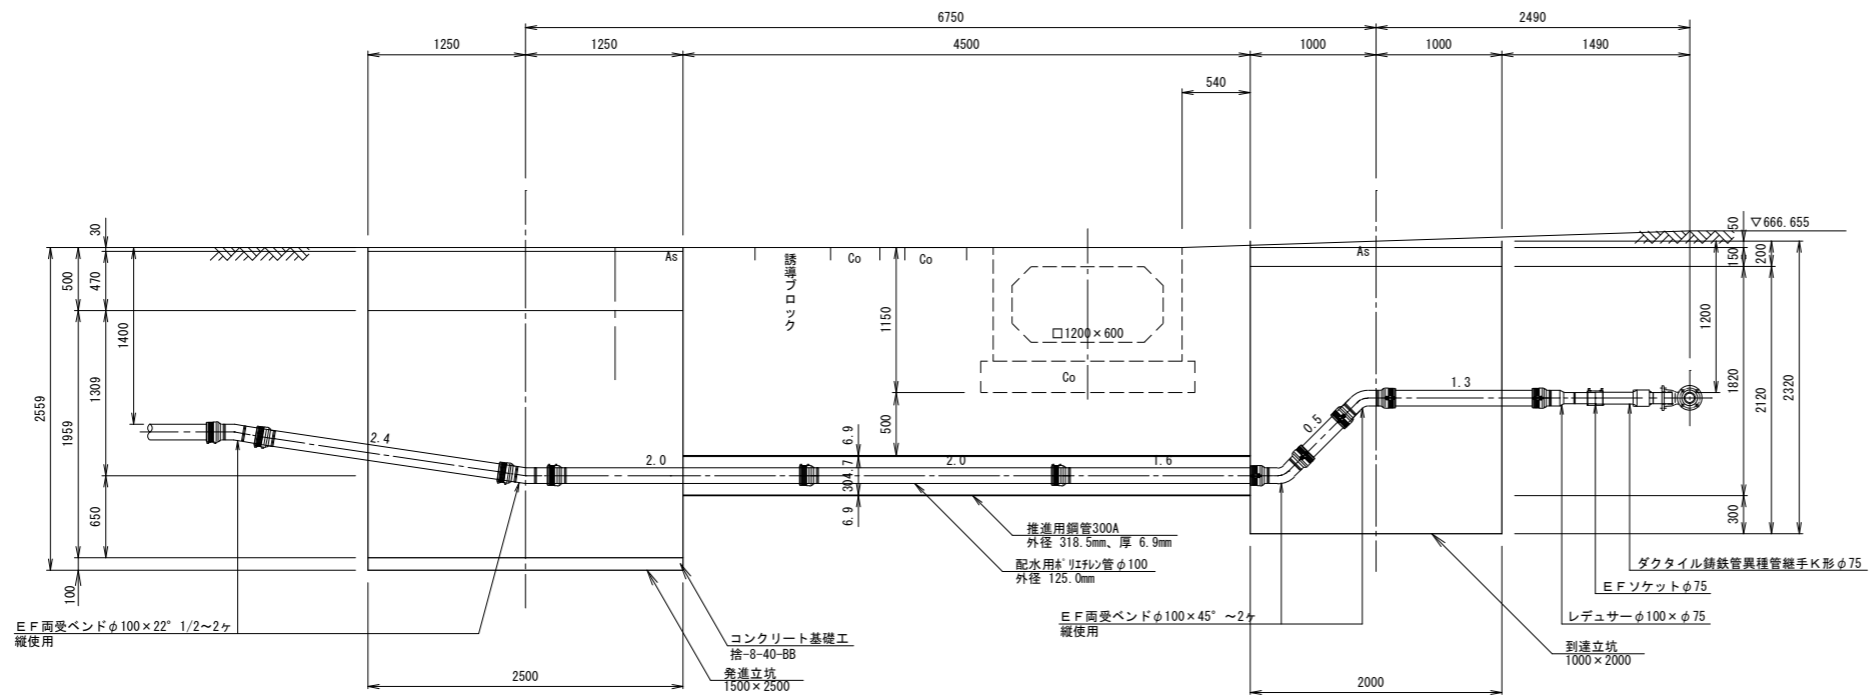 6750
2490
1250
1250
4500
1000
1000
1490
540
30
500
470
1400
1309
1959
2559
650
100
As
誘導ブロック
Co
Co
1150
□1200×600
Co
500
6.9
304.7
6.9
As
▽666.655
50
150
200
1200
1820
2120
2320
300
2.4
2.0
2.0
1.6
0.5
1.3
推進用鋼管300A
外径 318.5mm、厚 6.9mm
配水用ポリエチレン管φ100
外径 125.0mm
ダクタイル鋳鉄管異種管継手K形φ75
EFソケットφ75
レデュサーφ100×φ75
EF両受ベンドφ100×22° 1/2~2ヶ
縦使用
EF両受ベンドφ100×45° ~2ヶ
縦使用
コンクリート基礎工
捨-8-40-BB
発進立坑
1500×2500
到達立坑
1000×2000
2500
2000